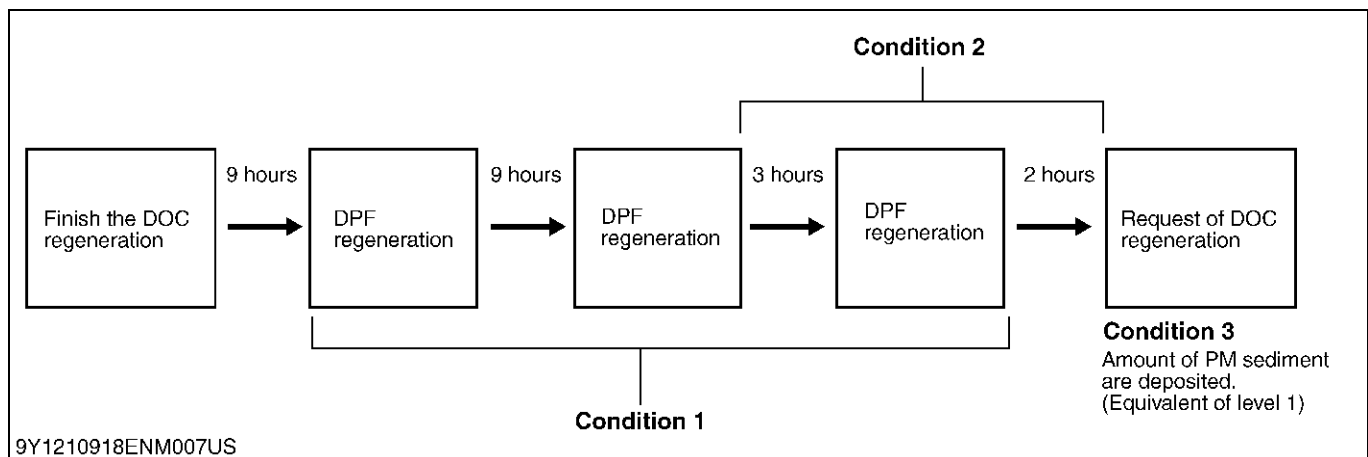 Condition 2
9 hours
9 hours
3 hours
2 hours
Finish the DOC
regeneration
DPF
regeneration
DPF
regeneration
DPF
regeneration
Request of DOC
regeneration
Condition 3
Amount of PM sediment
are deposited.
(Equivalent of level 1)
Condition 1
9Y1210918ENM007US